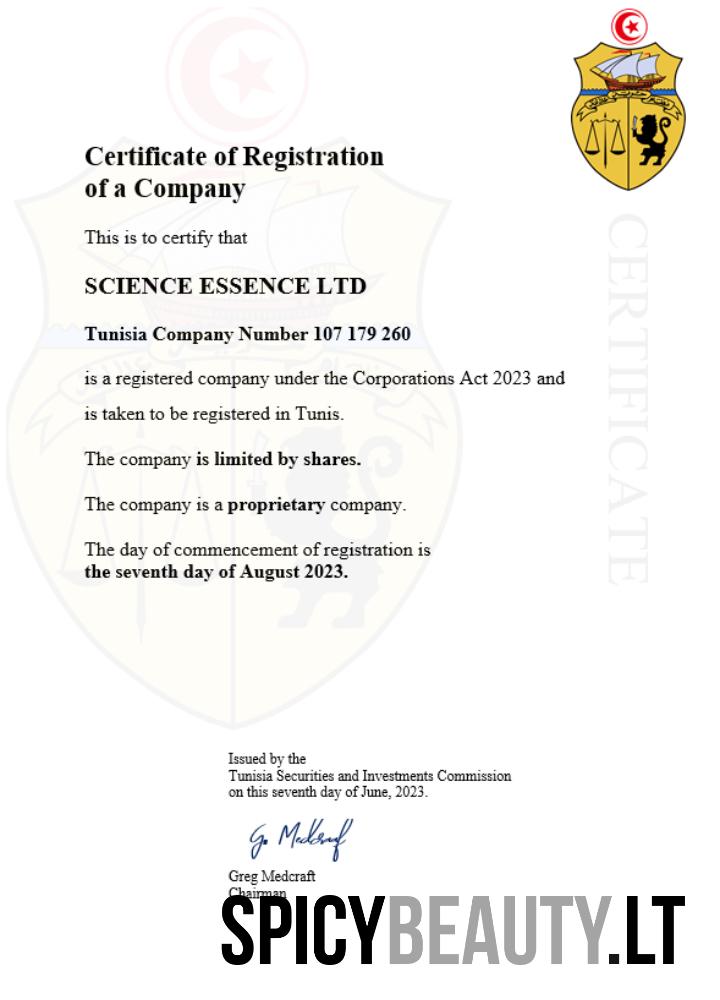 Certificate of Registration
of a Company
This is to certify that
SCIENCE ESSENCE LTD
Tunisia Company Number 107 179 260
is a registered company under the Corporations Act 2023 and
is taken to be registered in Tunis.
The company is limited by shares.
The company is a proprietary company.
The day of commencement of registration is
the seventh day of August 2023.
CERTIFICATE
Issued by the
Tunisia Securities and Investments Commission
on this seventh day of June, 2023.
G. Medcraft
Greg Medcraft
Chairman
SPICYBEAUTY.LT